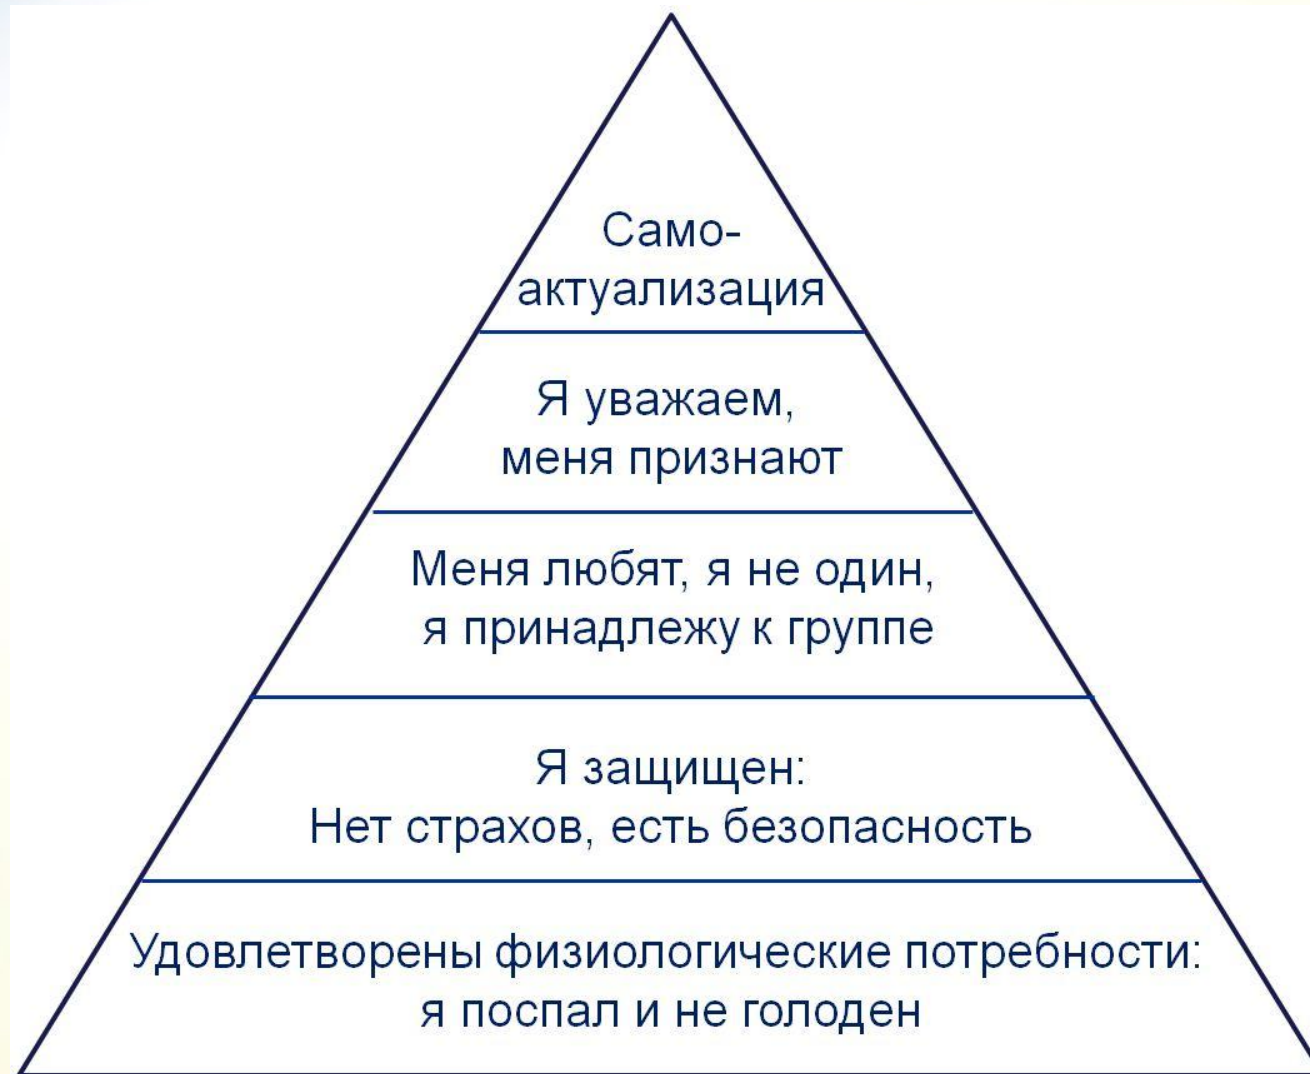 Само-
актуализация
Я уважаем,
меня признают
Меня любят, я не один,
я принадлежу к группе
Я защищен:
Нет страхов, есть безопасность
Удовлетворены физиологические потребности:
я поспал и не голоден